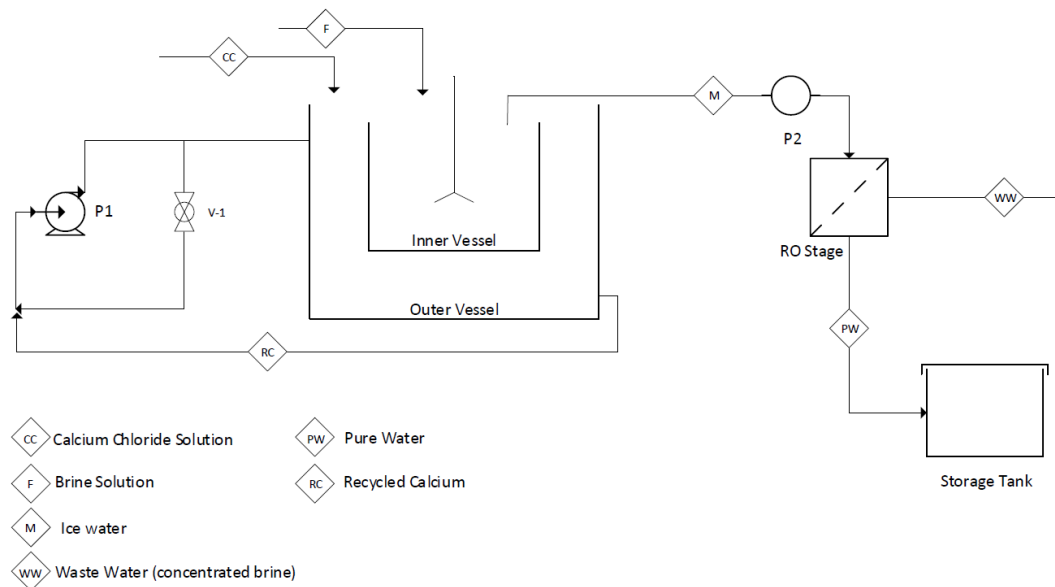 F
CC
M
P2
P1
V-1
Inner Vessel
RO Stage
WW
Outer Vessel
PW
RC
Storage Tank
CC Calcium Chloride Solution
F Brine Solution
M Ice water
WW Waste Water (concentrated brine)
PW Pure Water
RC Recycled Calcium